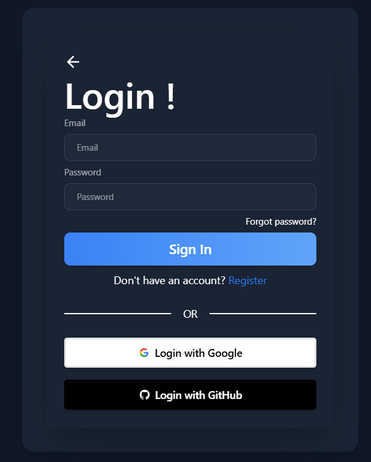 Login !
Email
Email
Password
Password
Forgot password?
Sign In
Don't have an account? Register
OR
Login with Google
Login with GitHub